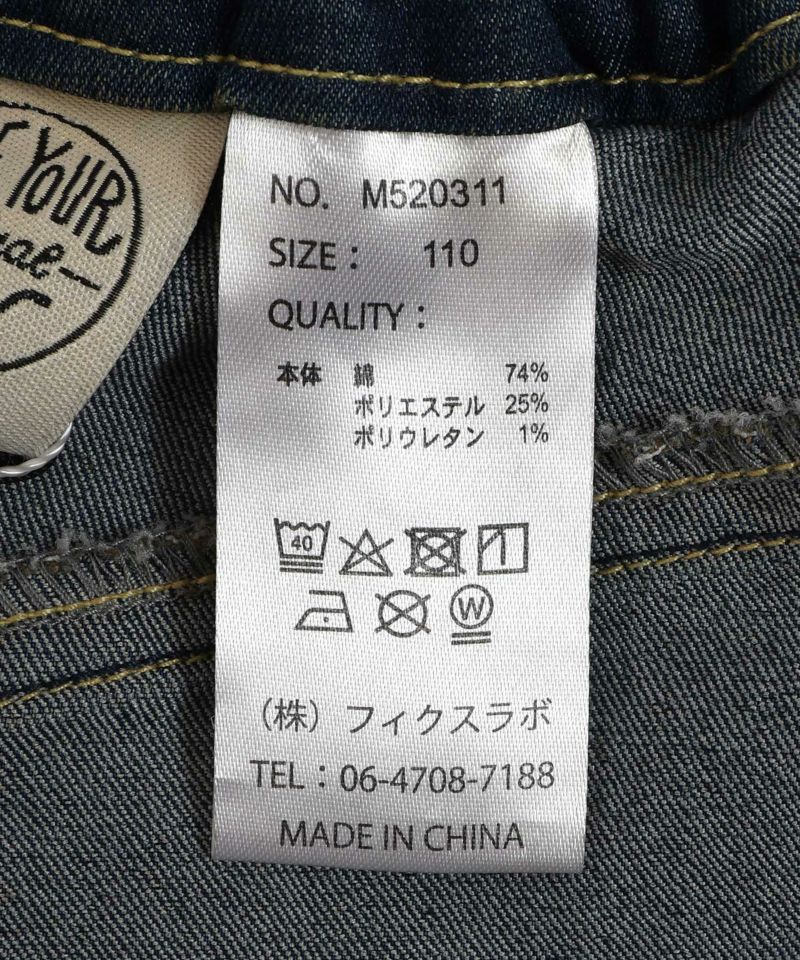 YOUR
NO. M520311
SIZE : 110
QUALITY :
本体 綿 74%
ポリエステル 25%
ポリウレタン 1%
40
W
(株) フィクスラボ
TEL : 06-4708-7188
MADE IN CHINA